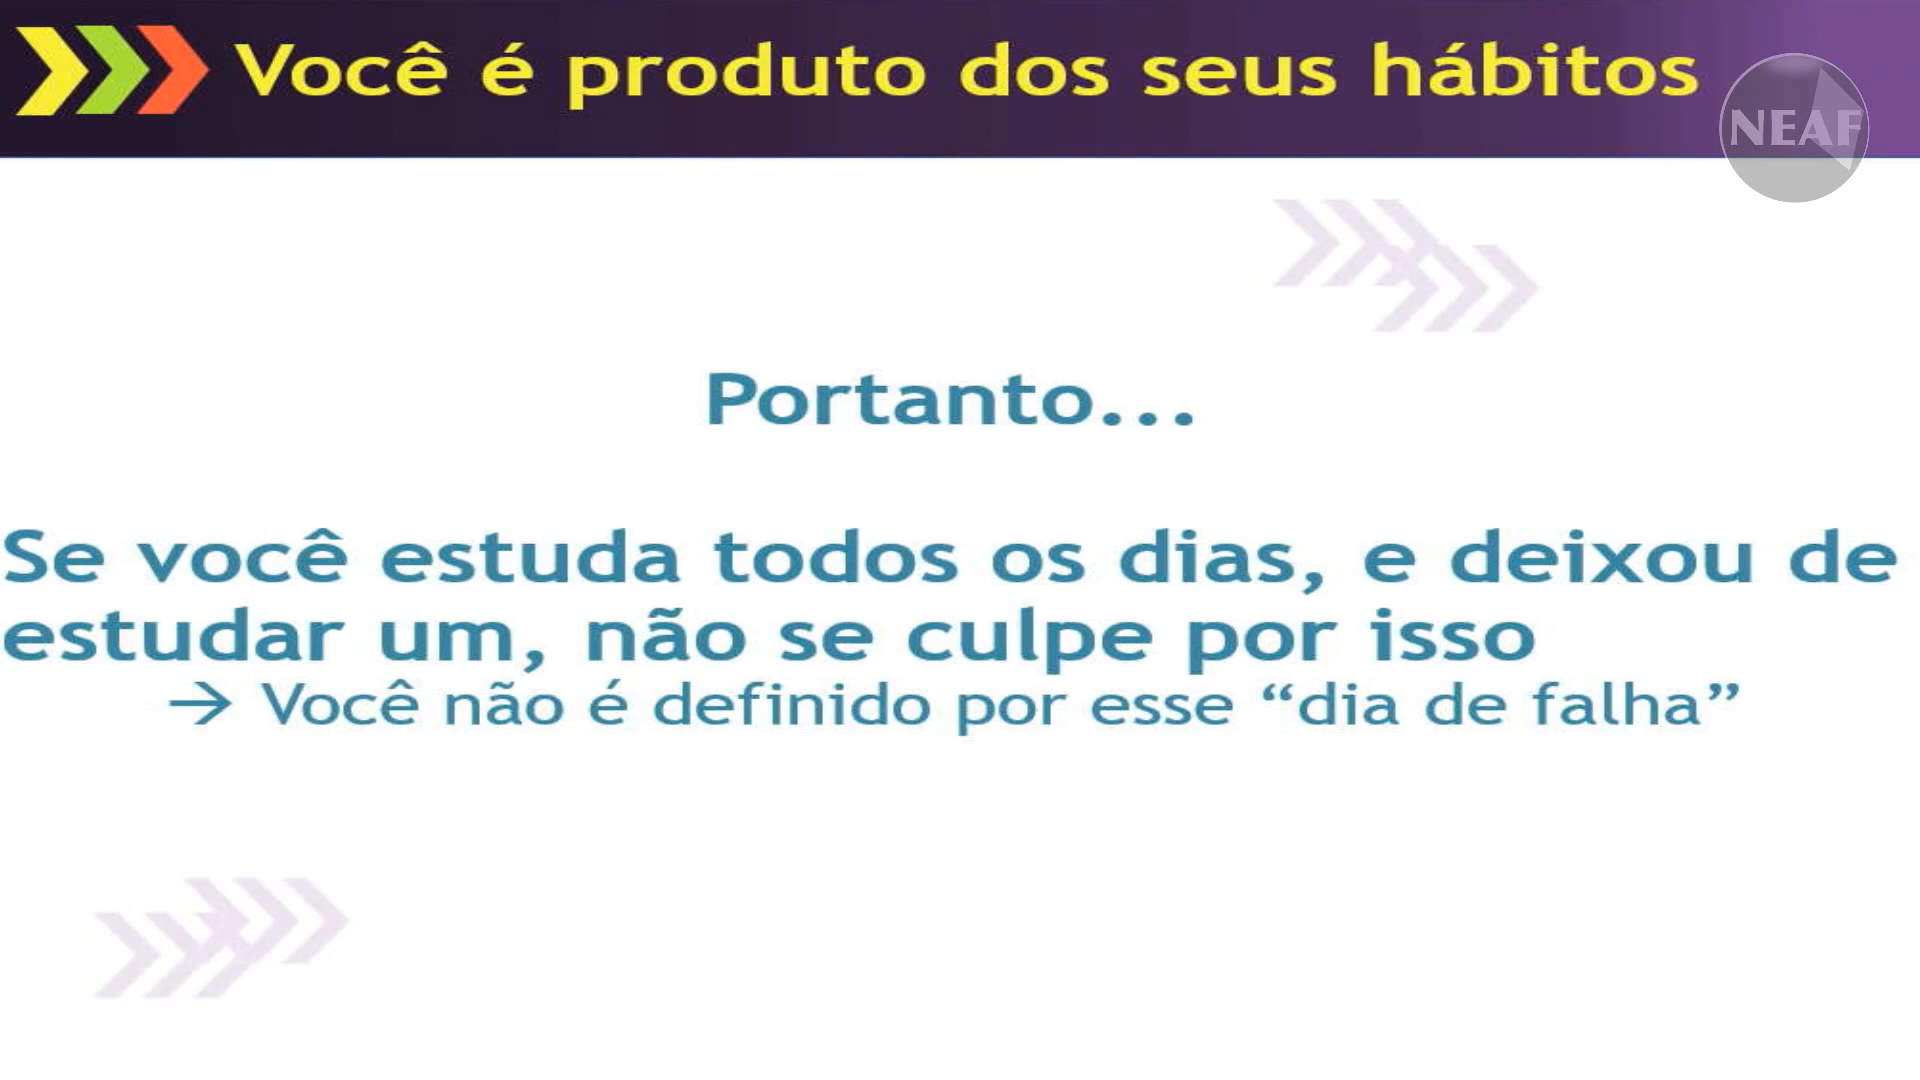 Você é produto dos seus hábitos
NEAF
Portanto...
Se você estuda todos os dias, e deixou de
estudar um, não se culpe por isso
→ Você não é definido por esse “dia de falha”